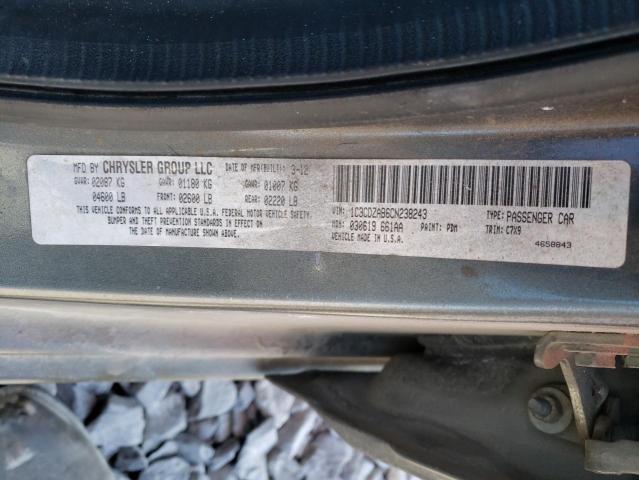 MFD BY CHRYSLER GROUP LLC DATE OF MFR(BUILT): 3-12
GVWR: 02087 KG GAWR: 01180 KG GAWR: 01007 KG
04600 LB FRONT: 02600 LB REAR: 02220 LB
THIS VEHICLE CONFORMS TO ALL APPLICABLE U.S.A. FEDERAL MOTOR VEHICLE SAFETY,
BUMPER AND THEFT PREVENTION STANDARDS IN EFFECT ON
THE DATE OF MANUFACTURE SHOWN ABOVE.
VIN: 1C3CDZAB6CN238243 TYPE: PASSENGER CAR
MDH: 030619 661AA PAINT: PDM TRIM: C7X9
VEHICLE MADE IN U.S.A. 4658843